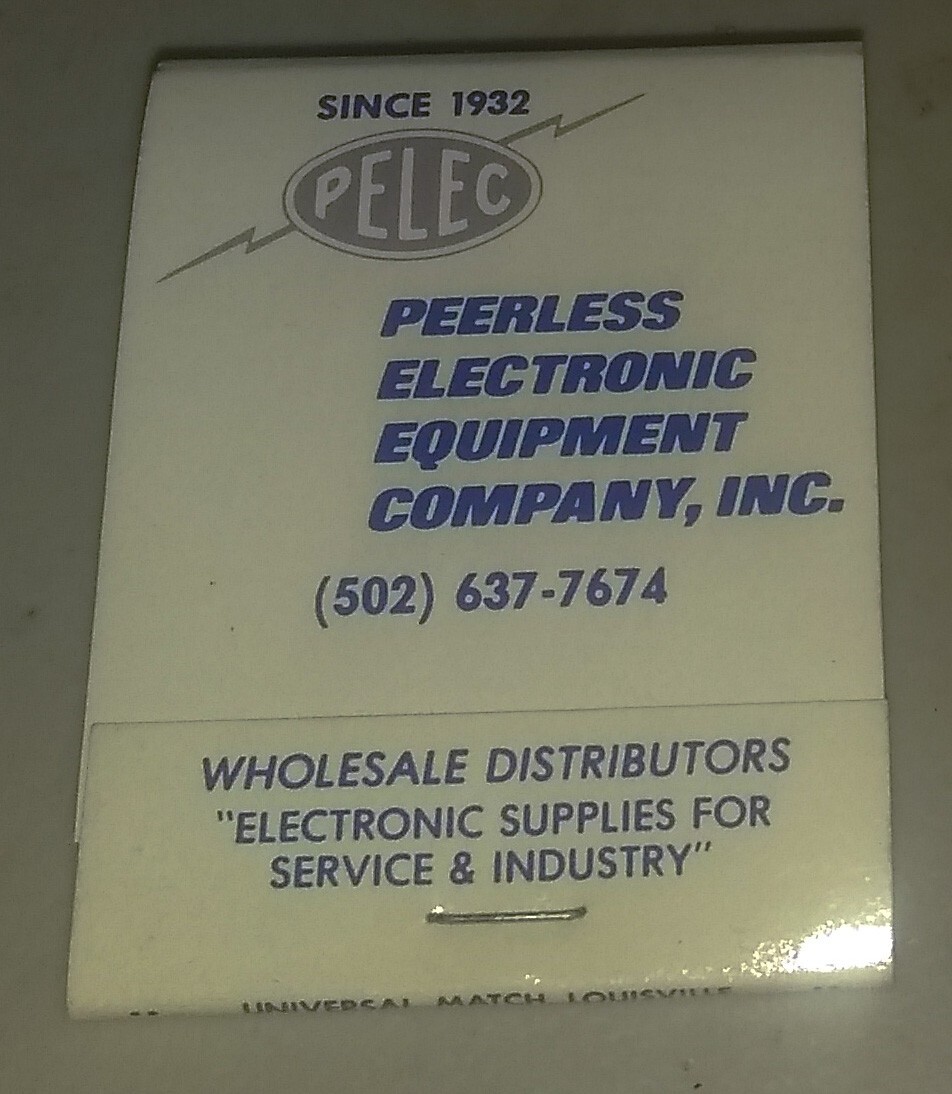 SINCE 1932
PELEC
PEERLESS
ELECTRONIC
EQUIPMENT
COMPANY, INC.
(502) 637-7674
WHOLESALE DISTRIBUTORS
"ELECTRONIC SUPPLIES FOR
SERVICE & INDUSTRY"
UNIVERSAL MATCH LOUISVILLE